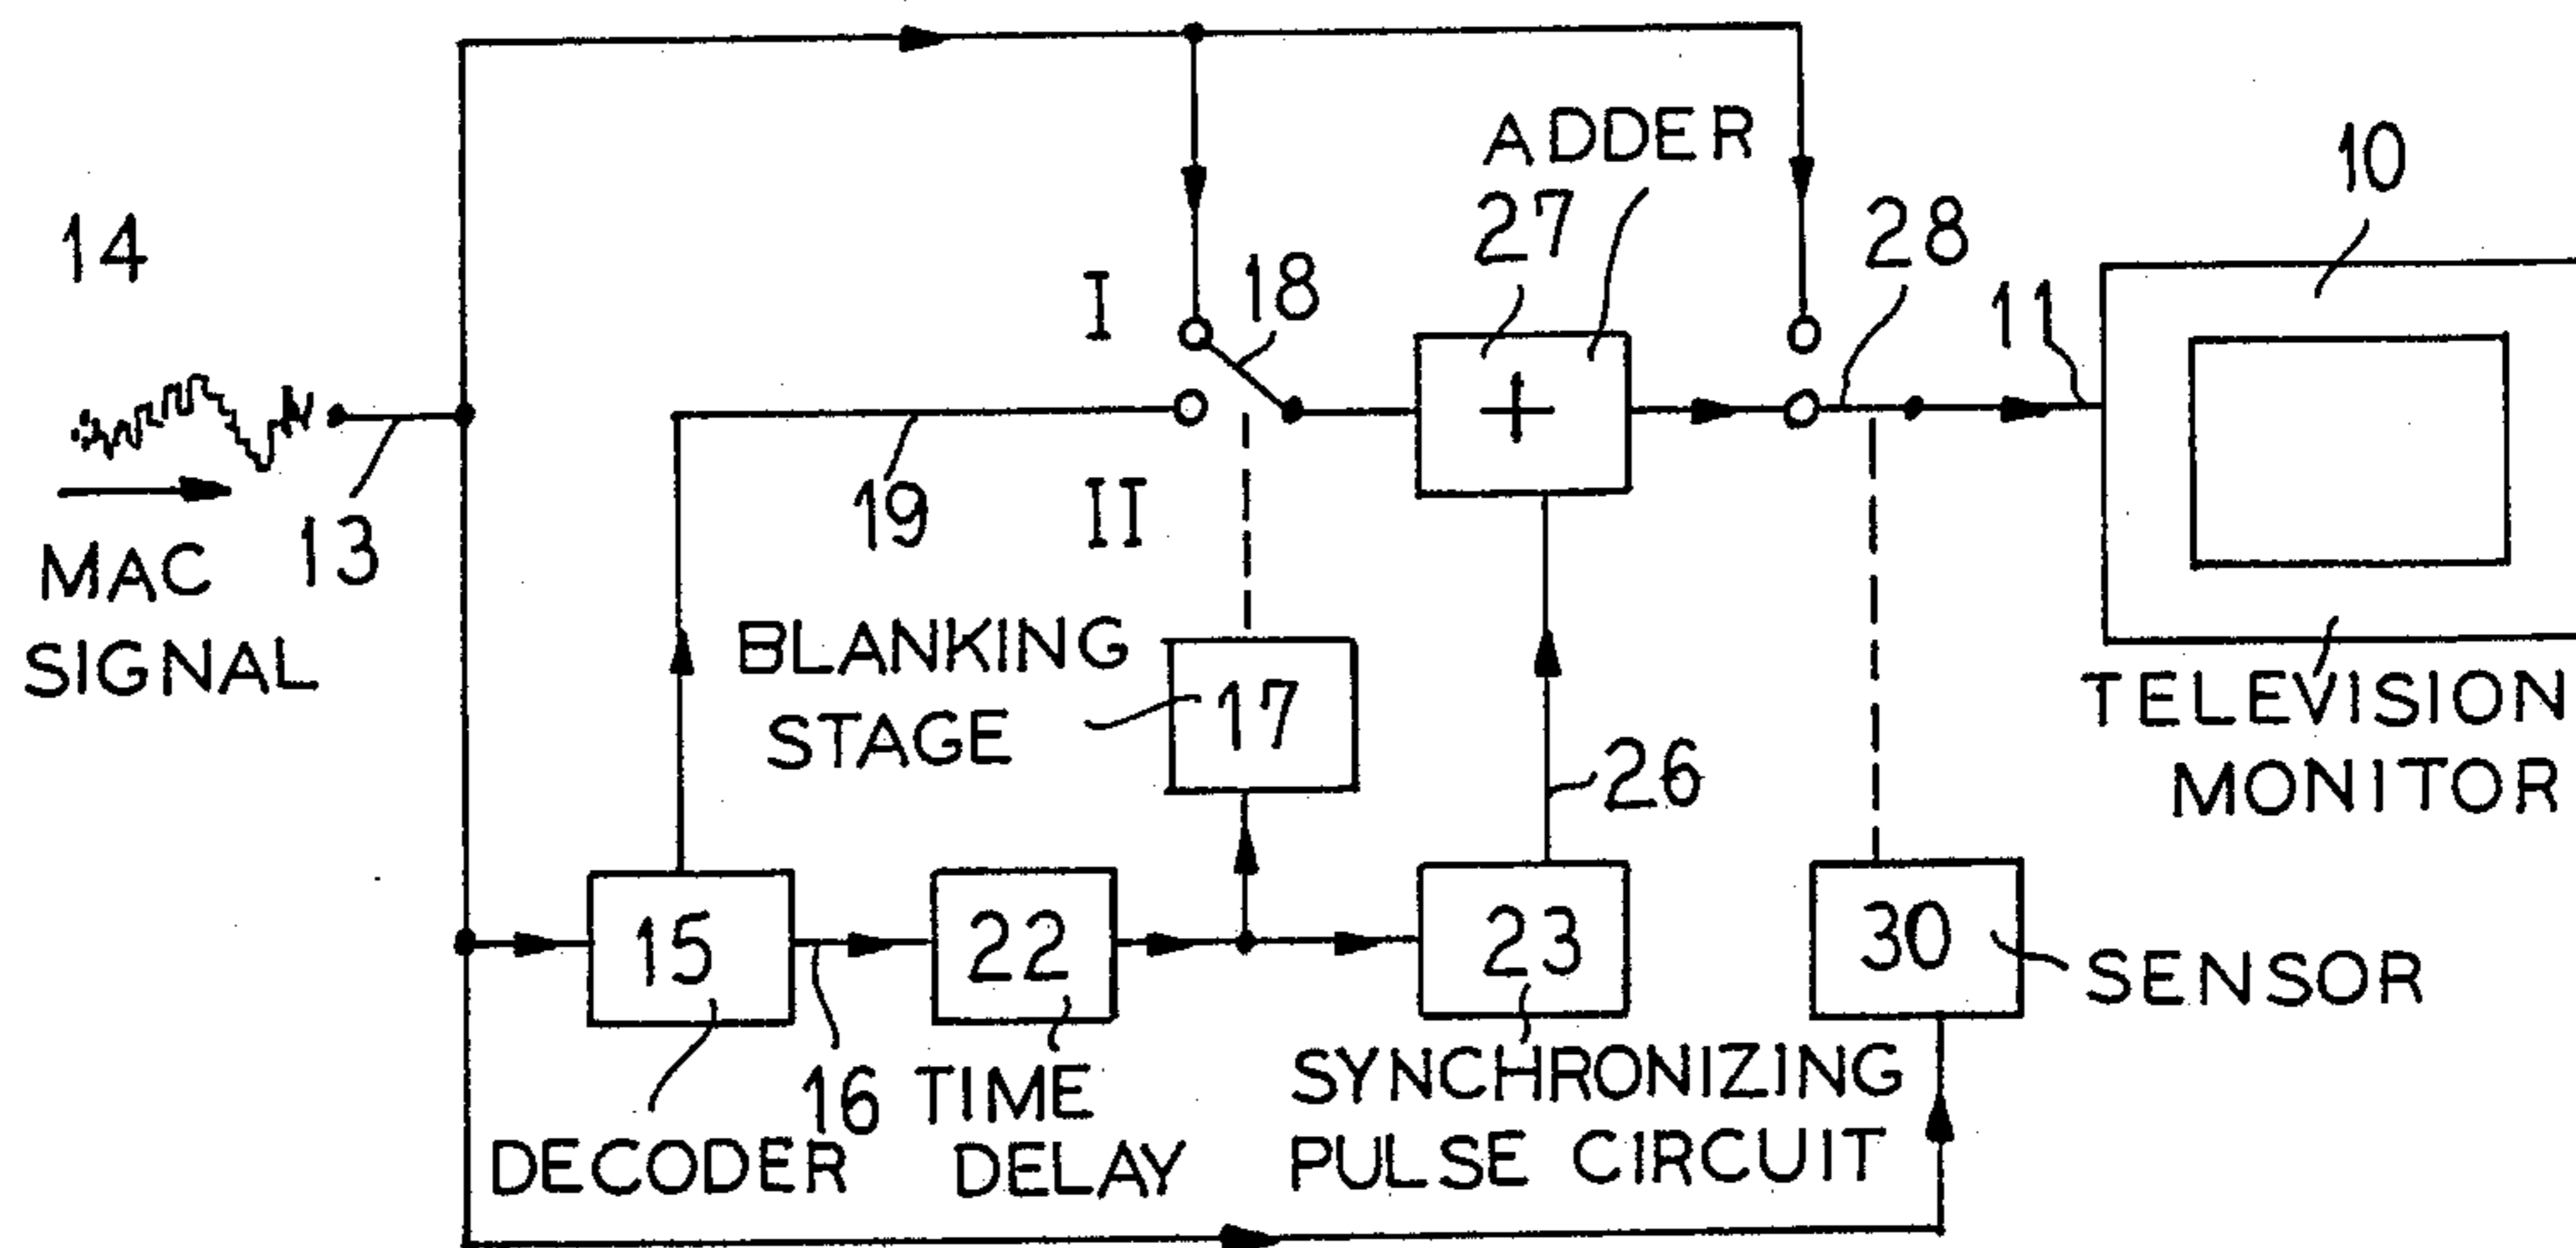 ADDER
10
14
27
28
I
18
11
19
II
13
MAC
SIGNAL
BLANKING
STAGE
17
26
TELEVISION
MONITOR
15
22
23
30
SENSOR
16
TIME
DELAY
SYNCHRONIZING
PULSE CIRCUIT
DECODER
+